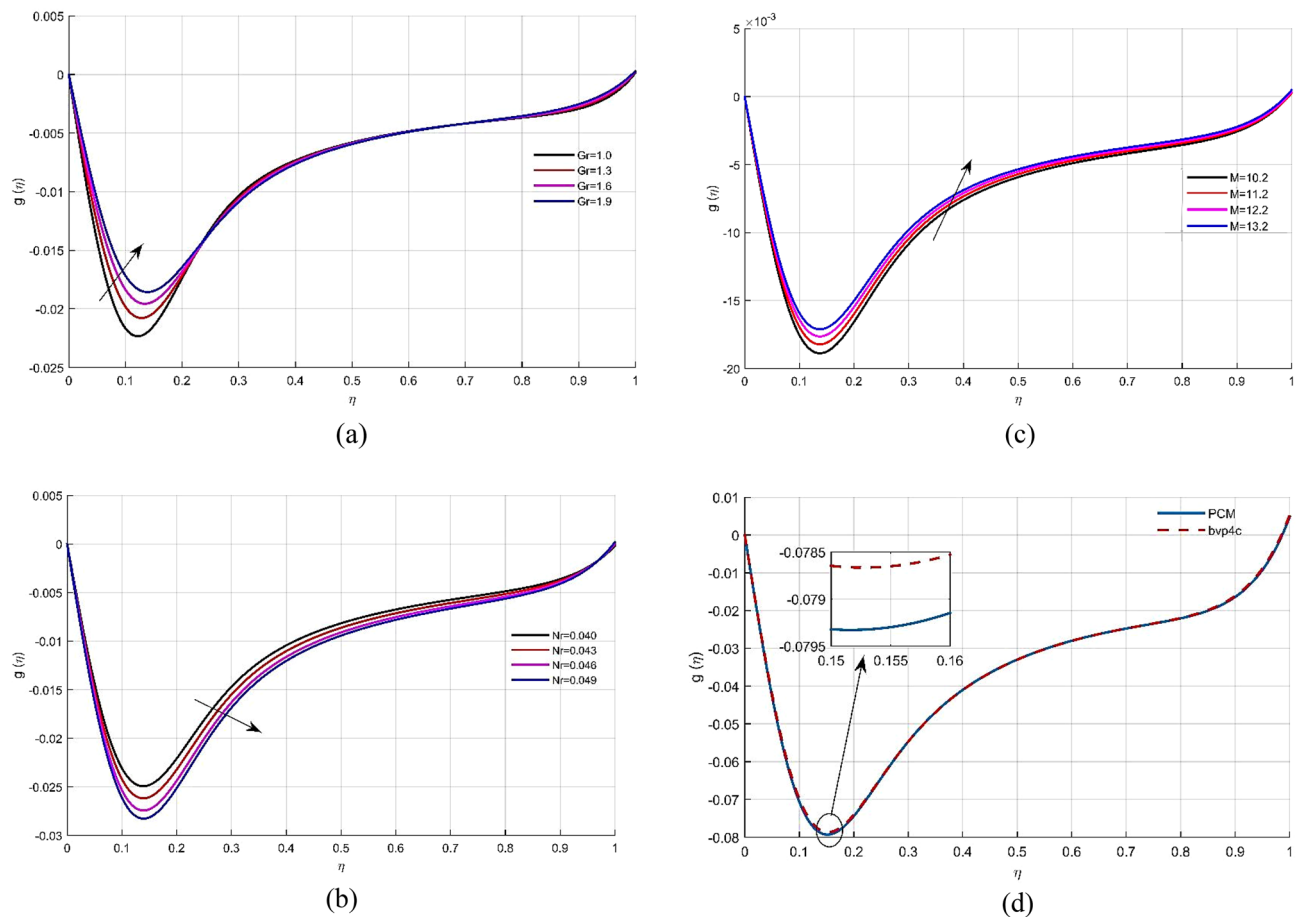 0.005
0
-0.005
-0.01
-0.015
-0.02
-0.025
g (η)
Gr=1.0
Gr=1.3
Gr=1.6
Gr=1.9
0 0.1 0.2 0.3 0.4 0.5 0.6 0.7 0.8 0.9 1
η
(a)
×10⁻³
5
0
-5
-10
-15
-20
g (η)
M=10.2
M=11.2
M=12.2
M=13.2
0 0.1 0.2 0.3 0.4 0.5 0.6 0.7 0.8 0.9 1
η
(c)
0.005
0
-0.005
-0.01
-0.015
-0.02
-0.025
-0.03
g (η)
Nr=0.040
Nr=0.043
Nr=0.046
Nr=0.049
0 0.1 0.2 0.3 0.4 0.5 0.6 0.7 0.8 0.9 1
η
(b)
0.01
0
-0.01
-0.02
-0.03
-0.04
-0.05
-0.06
-0.07
-0.08
g (η)
PCM
bvp4c
-0.0785
-0.079
-0.0795
0.15 0.155 0.16
0 0.1 0.2 0.3 0.4 0.5 0.6 0.7 0.8 0.9 1
η
(d)